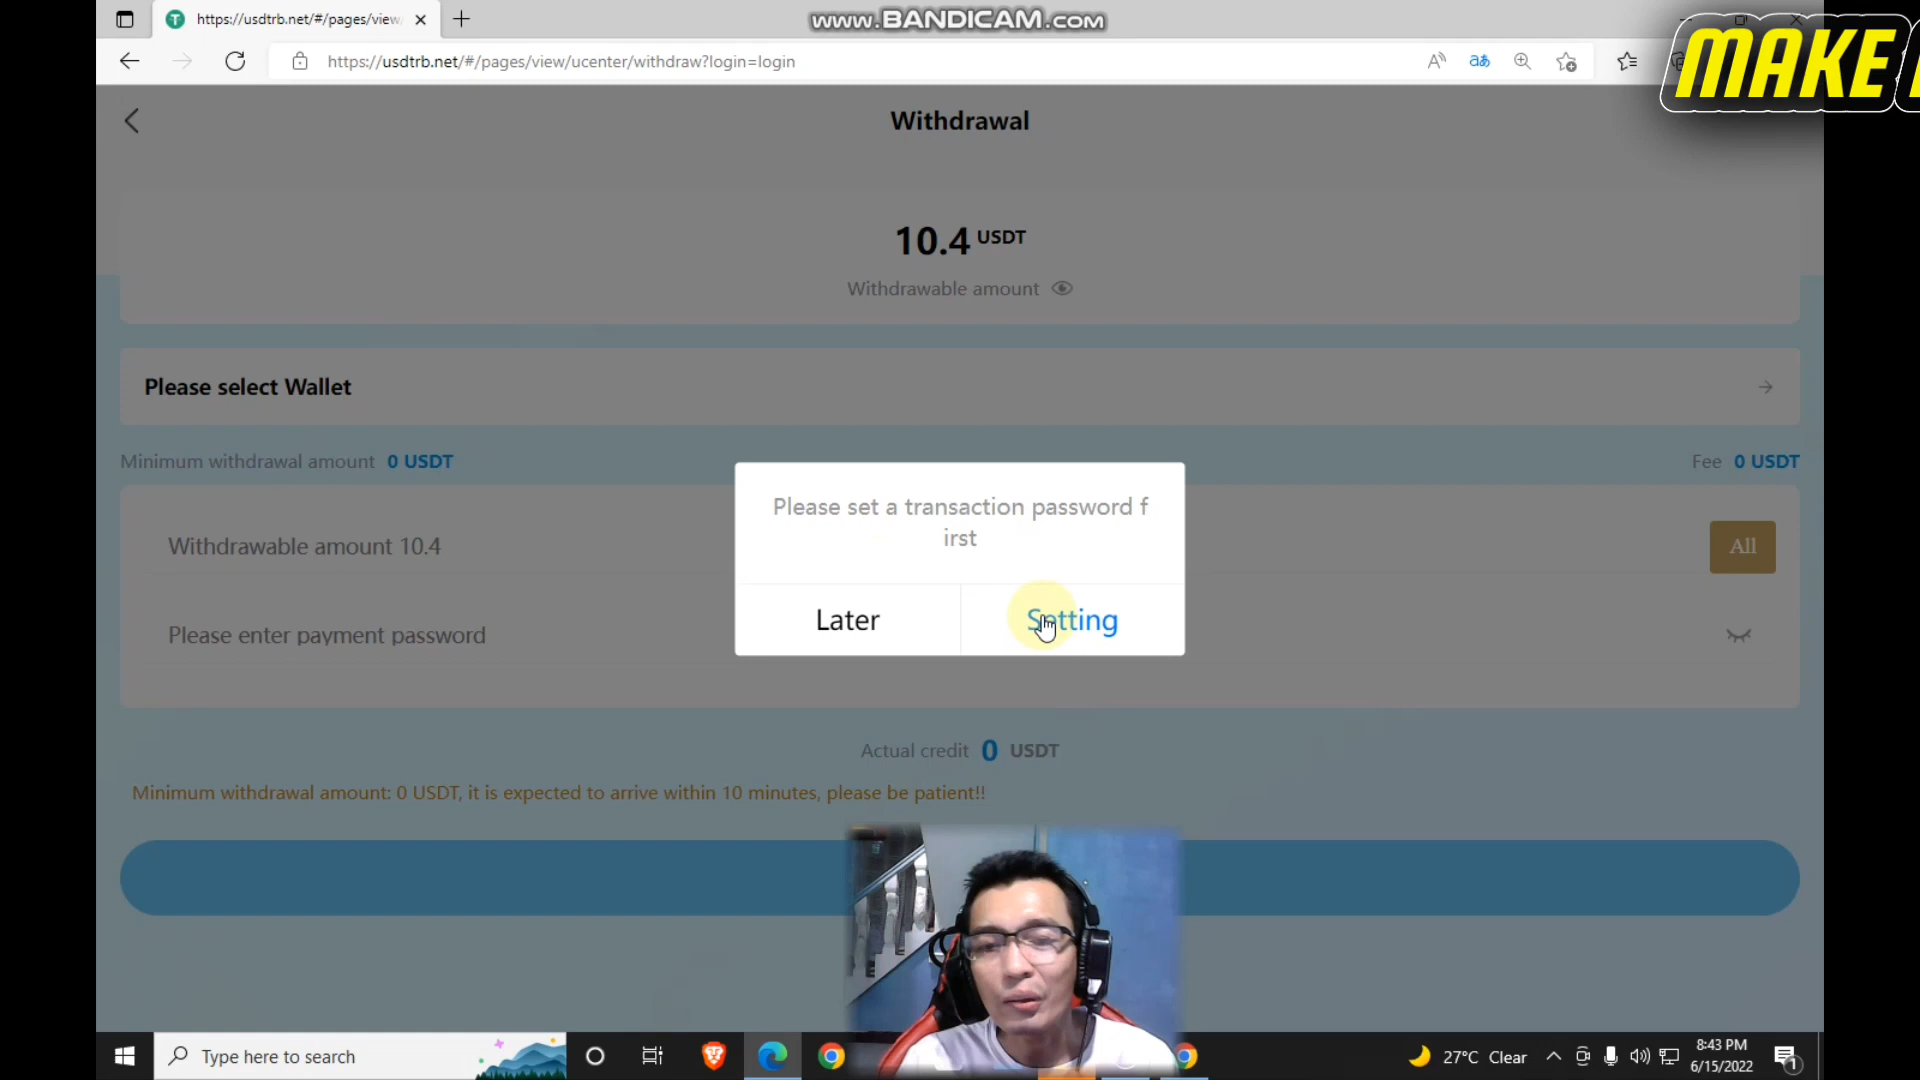 https://usdtrb.net/#/pages/view
www.BANDICAM.com
https://usdtrb.net/#/pages/view/ucenter/withdraw?login=login
MAKE
Withdrawal
10.4 USDT
Withdrawable amount
Please select Wallet
Minimum withdrawal amount 0 USDT
Fee 0 USDT
Please set a transaction password f
irst
Withdrawable amount 10.4
All
Later
Setting
Please enter payment password
Actual credit 0 USDT
Minimum withdrawal amount: 0 USDT, it is expected to arrive within 10 minutes, please be patient!!
Type here to search
27°C Clear
8:43 PM
6/15/2022
1